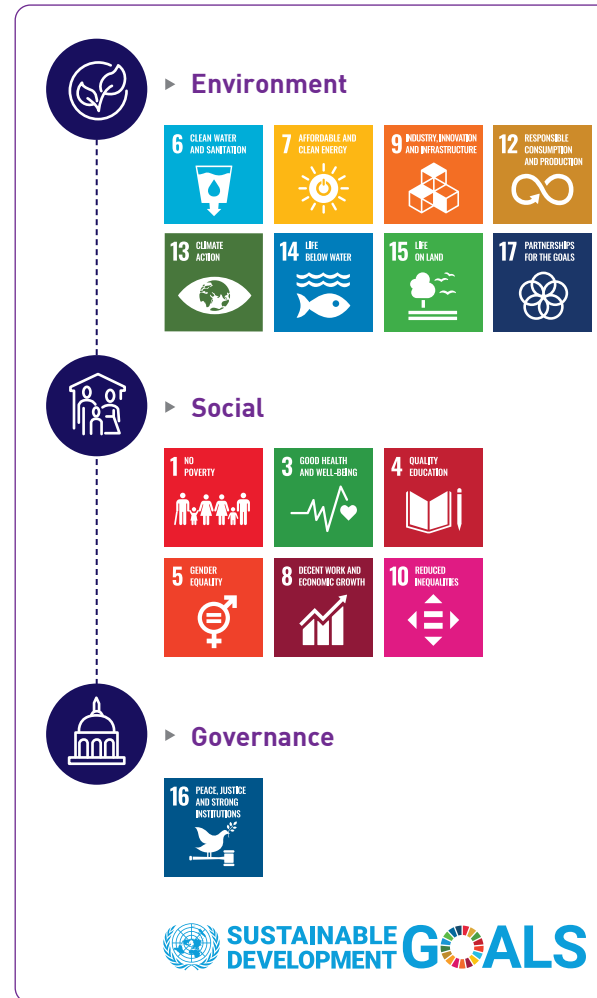 Environment
6 CLEAN WATER
AND SANITATION
7 AFFORDABLE AND
CLEAN ENERGY
9 INDUSTRY, INNOVATION
AND INFRASTRUCTURE
12 RESPONSIBLE
CONSUMPTION
AND PRODUCTION
13 CLIMATE
ACTION
14 LIFE
BELOW WATER
15 LIFE
ON LAND
17 PARTNERSHIPS
FOR THE GOALS
Social
1 NO
POVERTY
3 GOOD HEALTH
AND WELL-BEING
4 QUALITY
EDUCATION
5 GENDER
EQUALITY
8 DECENT WORK AND
ECONOMIC GROWTH
10 REDUCED
INEQUALITIES
Governance
16 PEACE, JUSTICE
AND STRONG
INSTITUTIONS
SUSTAINABLE
DEVELOPMENT
GOALS